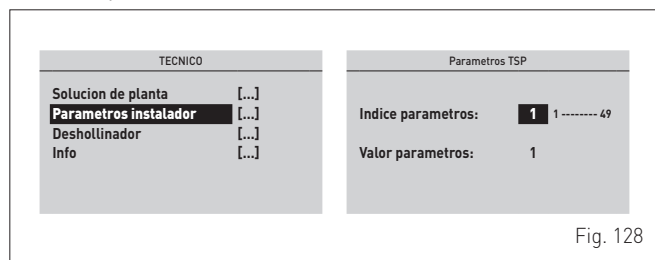 TECNICO
Solucion de planta [...]
Parametros instalador [...]
Deshollinador [...]
Info [...]
Parametros TSP
Indice parametros: 1 1 -------- 49
Valor parametros: 1
Fig. 128